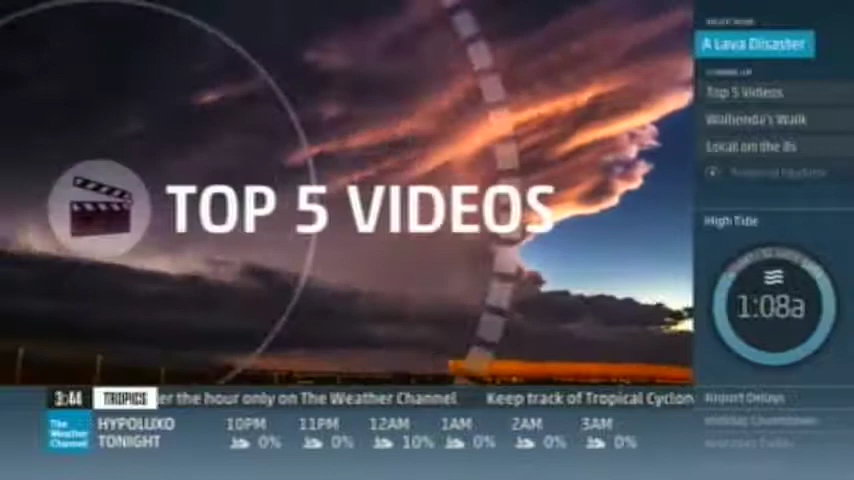 A Lava Disaster
Top 5 Videos
Walhenda's Walk
Local on the 8s
TOP 5 VIDEOS
High Tide
1:08a
3:44 TROPICS er the hour only on The Weather Channel Keep track of Tropical Cyclon
Airport Delays
The Weather Channel
HYPOLUXO 10PM 11PM 12AM 1AM 2AM 3AM
TONIGHT 0% 0% 10% 0% 0% 0%